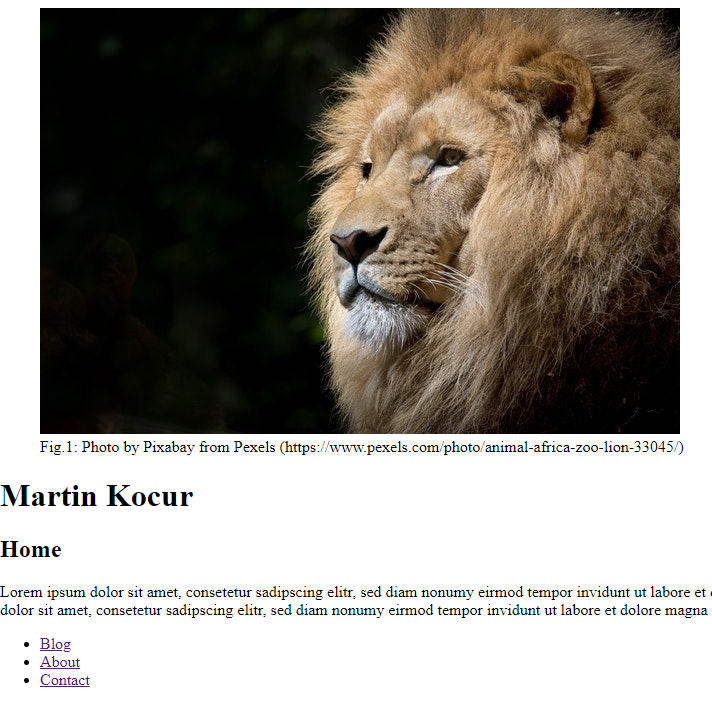 Fig.1: Photo by Pixabay from Pexels (https://www.pexels.com/photo/animal-africa-zoo-lion-33045/)
Martin Kocur
Home
Lorem ipsum dolor sit amet, consetetur sadipscing elitr, sed diam nonumy eirmod tempor invidunt ut labore et
dolor sit amet, consetetur sadipscing elitr, sed diam nonumy eirmod tempor invidunt ut labore et dolore magna
Blog
About
Contact